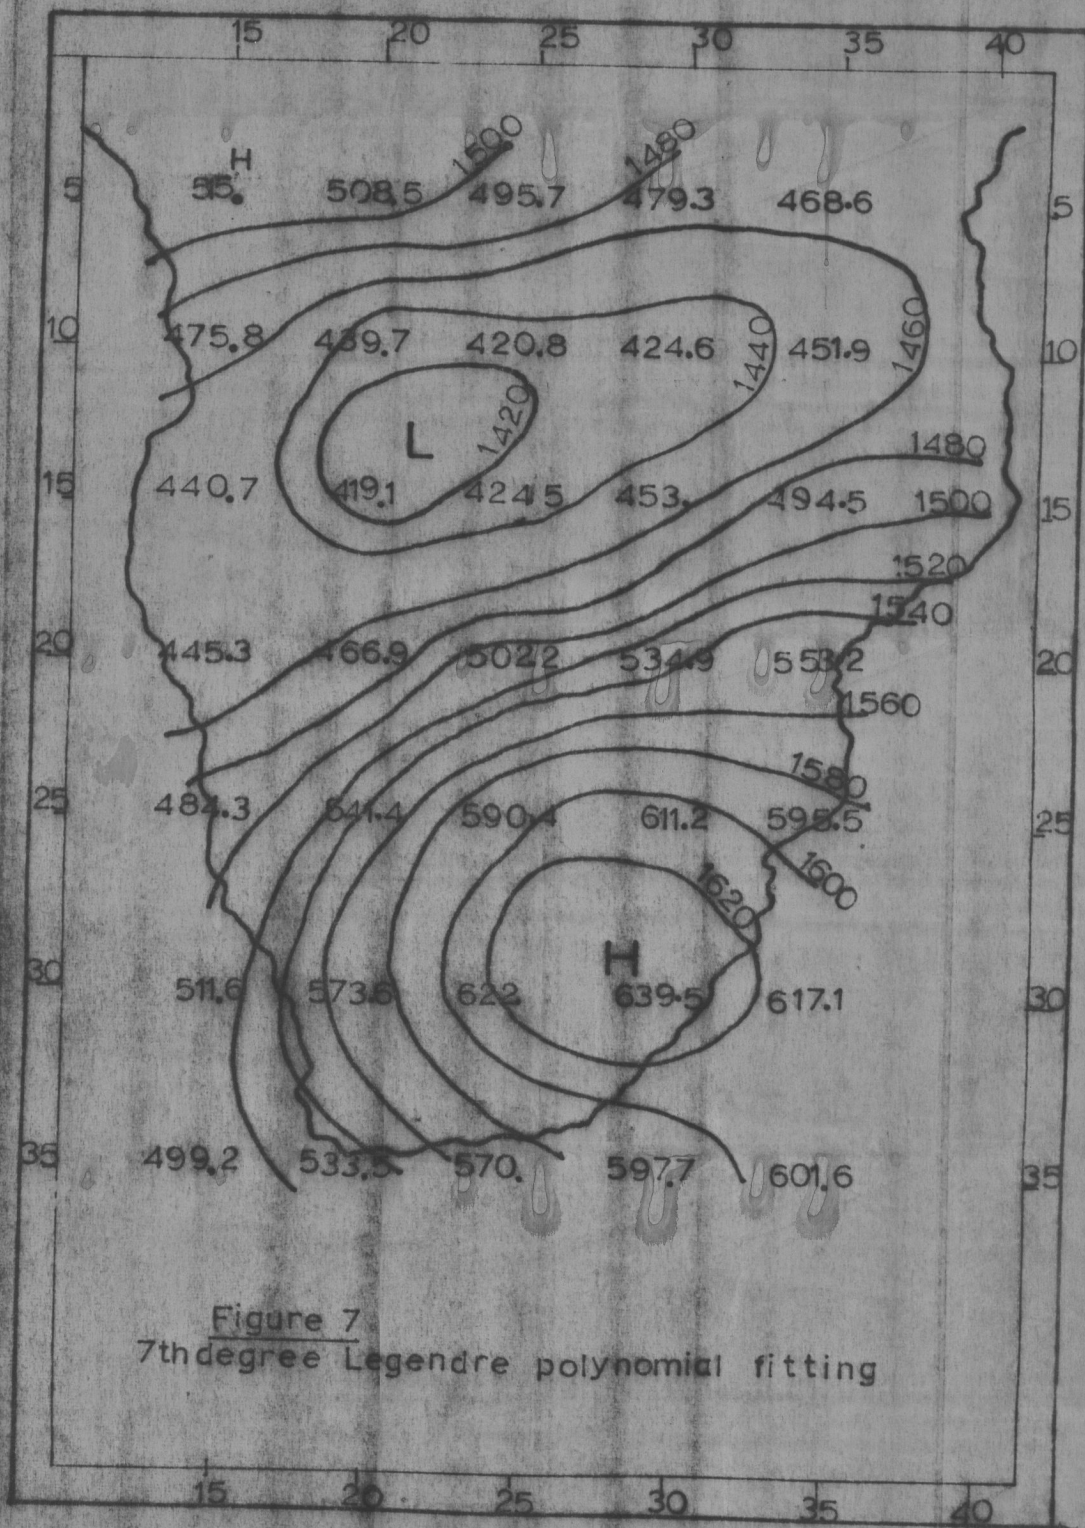 15 20 25 30 35 40
1500 1480
H
5 508.5 495.7 479.3 468.6 5
10 475.8 439.7 420.8 424.6 1440 451.9 1460 10
1420
L
1480
15 440.7 419.1 424.5 453. 494.5 1500 15
1520
1540
20 445.3 466.9 502.2 534.9 553.2 20
1560
1580
25 484.3 541.4 590.4 611.2 595.5 25
1600
1620
H
30 511.6 573.6 622. 639.5 617.1 30
35 499.2 533.5 570. 597.7 601.6 35
Figure 7
7th degree Legendre polynomial fitting
15 20 25 30 35 40